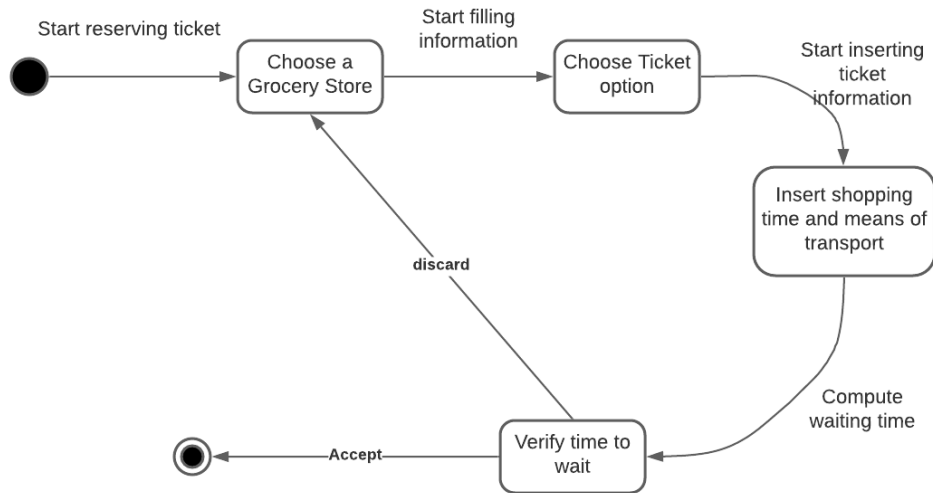 Start reserving ticket
Choose a
Grocery Store
Start filling
information
Choose Ticket
option
Start inserting
ticket
information
Insert shopping
time and means of
transport
discard
Compute
waiting time
Verify time to
wait
Accept